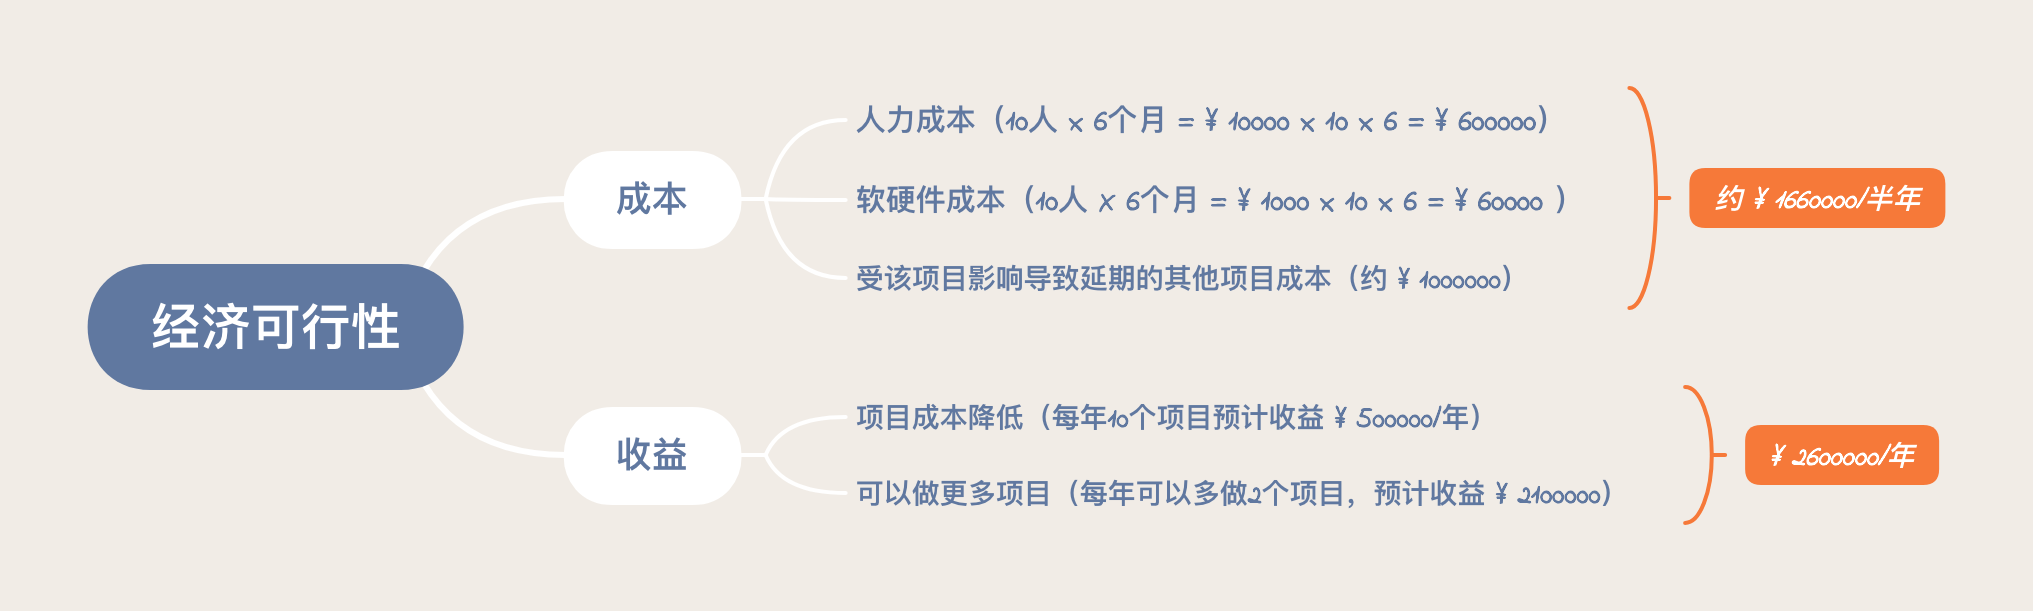 经济可行性
成本
人力成本（10人 x 6个月 = ¥ 10000 x 10 x 6 = ¥ 600000）
软硬件成本（10人 X 6个月 = ¥ 1000 x 10 x 6 = ¥ 60000 ）
受该项目影响导致延期的其他项目成本（约 ¥ 1000000）
约 ¥ 1660000/半年
收益
项目成本降低（每年10个项目预计收益 ¥ 500000/年）
可以做更多项目（每年可以多做2个项目，预计收益 ¥ 2100000）
¥ 2600000/年